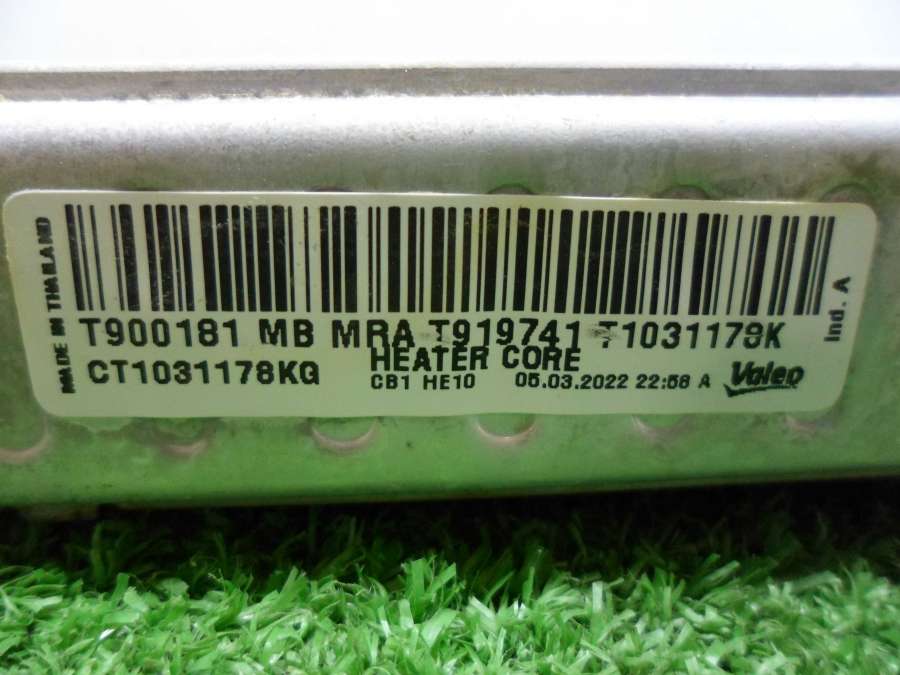 MADE IN THAILAND
T900181 MB MRA T919741 T1031178K
HEATER CORE
CT1031178KG
CB1 HE10 05.03.2022 22:58 A
Valeo
Ind. A